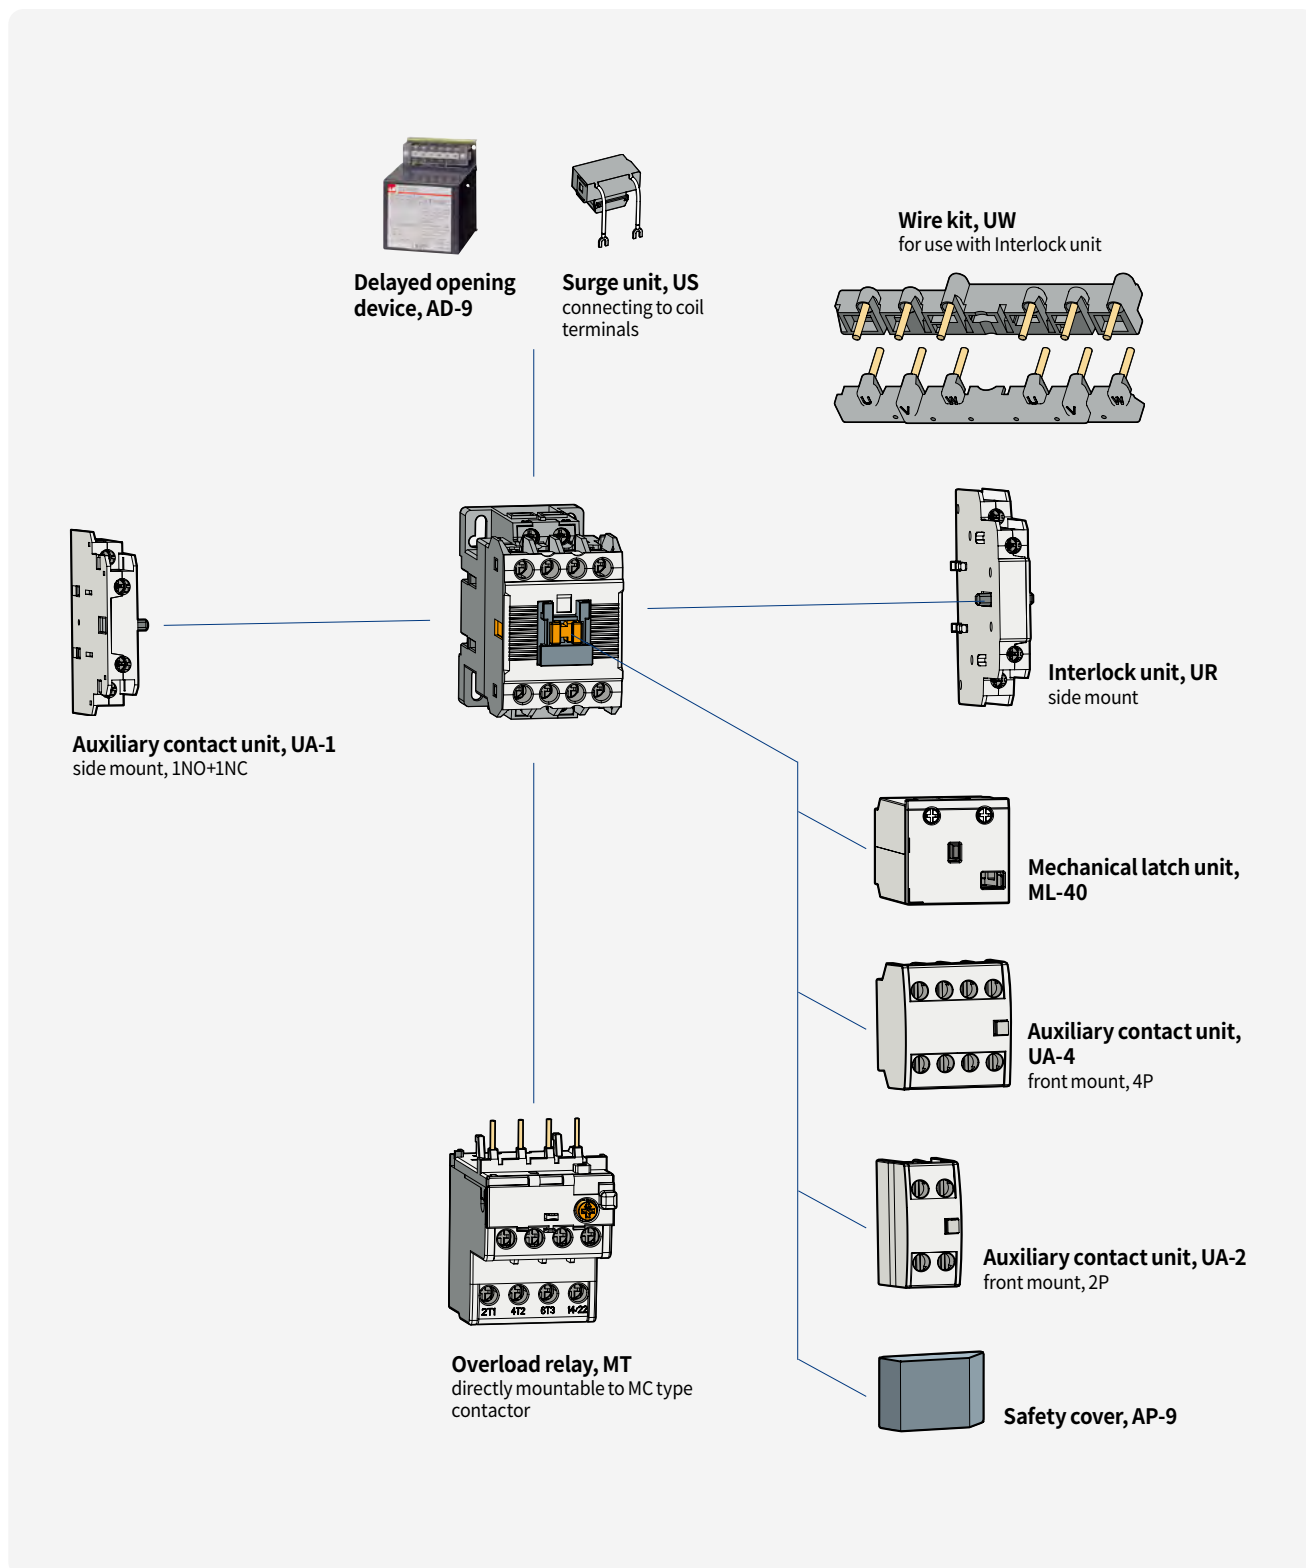 Delayed opening
device, AD-9
Surge unit, US
connecting to coil
terminals
Wire kit, UW
for use with Interlock unit
U
V
W
U
V
W
Auxiliary contact unit, UA-1
side mount, 1NO+1NC
Interlock unit, UR
side mount
Mechanical latch unit,
ML-40
Auxiliary contact unit,
UA-4
front mount, 4P
Auxiliary contact unit, UA-2
front mount, 2P
2T1 4T2 6T3 14/22
Overload relay, MT
directly mountable to MC type
contactor
Safety cover, AP-9